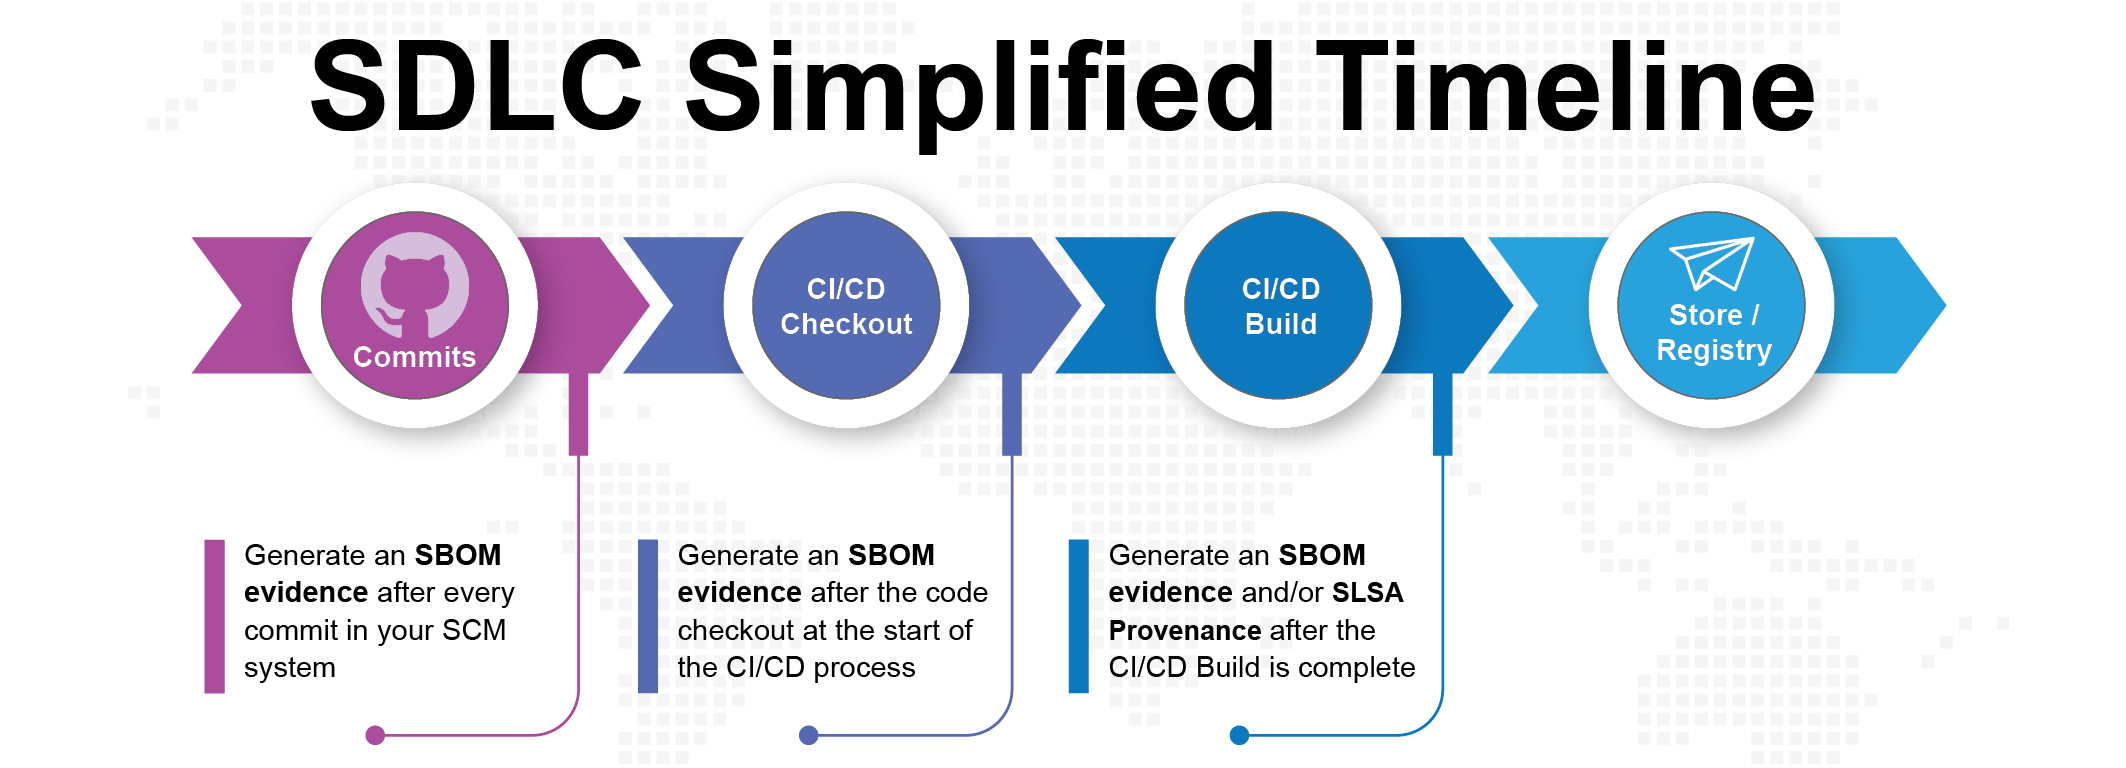 SDLC Simplified Timeline
Commits
CI/CD
Checkout
CI/CD
Build
Store /
Registry
Generate an SBOM
evidence after every
commit in your SCM
system
Generate an SBOM
evidence after the code
checkout at the start of
the CI/CD process
Generate an SBOM
evidence and/or SLSA
Provenance after the
CI/CD Build is complete